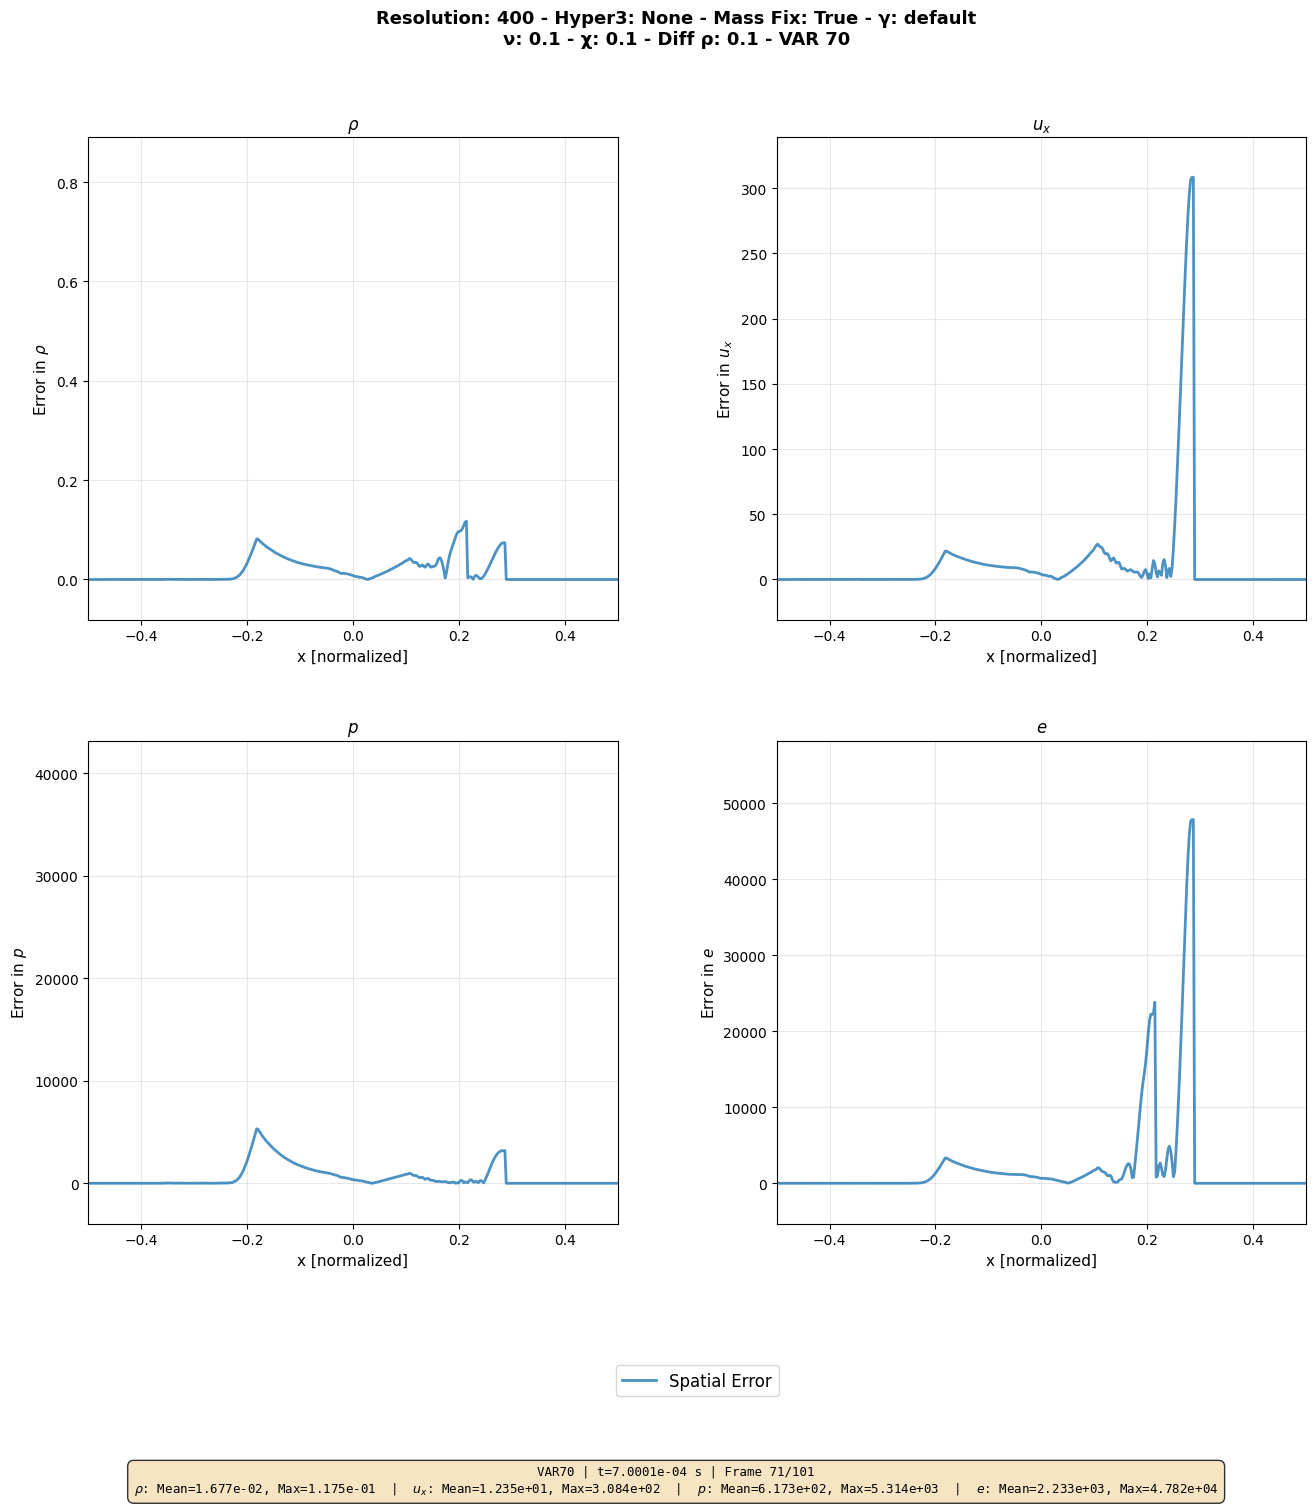 Resolution: 400 - Hyper3: None - Mass Fix: True - γ: default
ν: 0.1 - χ: 0.1 - Diff ρ: 0.1 - VAR 70
ρ
Error in ρ
0.8
0.6
0.4
0.2
0.0
−0.4 −0.2 0.0 0.2 0.4
x [normalized]
u_x
Error in u_x
300
250
200
150
100
50
0
−0.4 −0.2 0.0 0.2 0.4
x [normalized]
p
Error in p
40000
30000
20000
10000
0
−0.4 −0.2 0.0 0.2 0.4
x [normalized]
e
Error in e
50000
40000
30000
20000
10000
0
−0.4 −0.2 0.0 0.2 0.4
x [normalized]
Spatial Error
VAR70 | t=7.0001e-04 s | Frame 71/101
ρ: Mean=1.677e-02, Max=1.175e-01 | u_x: Mean=1.235e+01, Max=3.084e+02 | p: Mean=6.173e+02, Max=5.314e+03 | e: Mean=2.233e+03, Max=4.782e+04